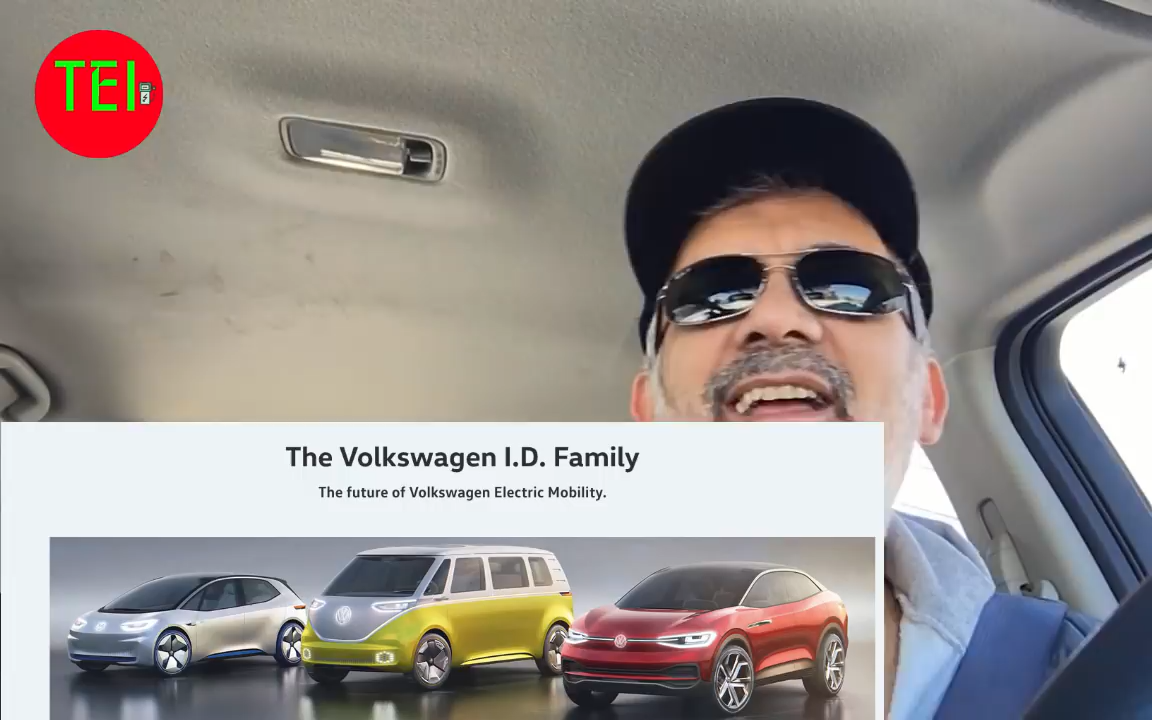 TEI
The Volkswagen I.D. Family
The future of Volkswagen Electric Mobility.